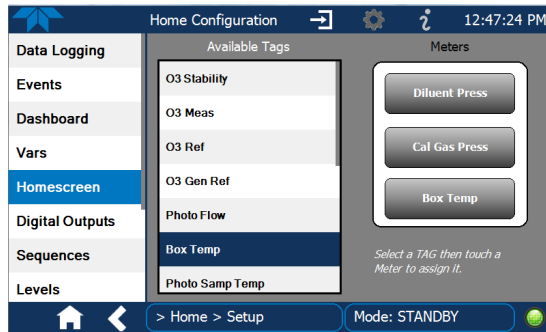 Home Configuration
12:47:24 PM
Data Logging
Events
Dashboard
Vars
Homescreen
Digital Outputs
Sequences
Levels
Available Tags
O3 Stability
O3 Meas
O3 Ref
O3 Gen Ref
Photo Flow
Box Temp
Photo Samp Temp
Meters
Diluent Press
Cal Gas Press
Box Temp
Select a TAG then touch a
Meter to assign it.
> Home > Setup
Mode: STANDBY